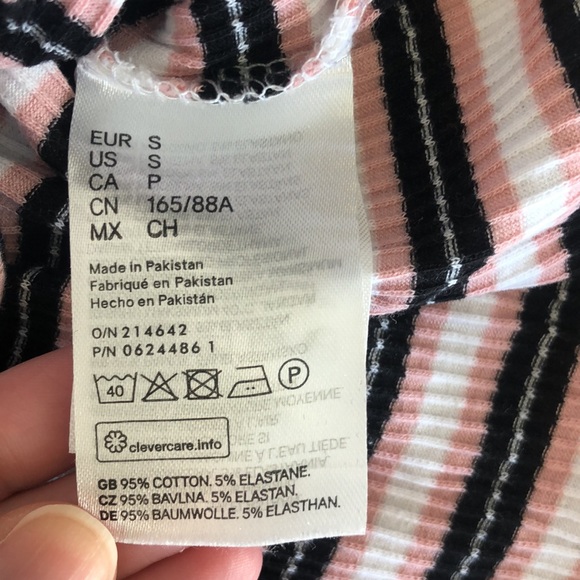 EUR S
US S
CA P
CN 165/88A
MX CH
Made in Pakistan
Fabriqué en Pakistan
Hecho en Pakistán
O/N 214642
P/N 0624486 1
40 P
clevercare.info
GB 95% COTTON. 5% ELASTANE.
CZ 95% BAVLNA. 5% ELASTAN.
DE 95% BAUMWOLLE. 5% ELASTHAN.